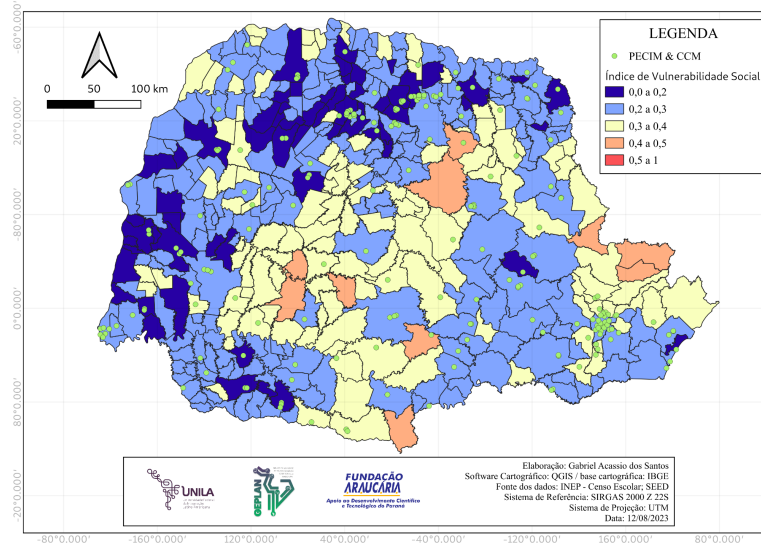 60°0.000'
20°0.000'
-80°0.000'
0°0.000'
80°0.000'
-20°0.000'
0 50 100 km
LEGENDA
PECIM & CCM
Índice de Vulnerabilidade Social
0,0 a 0,2
0,2 a 0,3
0,3 a 0,4
0,4 a 0,5
0,5 a 1
UNILA
GEPLAN
FUNDAÇÃO
ARAUCÁRIA
Apoio ao Desenvolvimento Científico
e Tecnológico do Paraná
Elaboração: Gabriel Acassio dos Santos
Software Cartográfico: QGIS / base cartográfica: IBGE
Fonte dos dados: INEP - Censo Escolar; SEED
Sistema de Referência: SIRGAS 2000 Z 22S
Sistema de Projeção: UTM
Data: 12/08/2023
-80°0.000' -160°0.000' 120°0.000' 40°0.000' -40°0.000' -120°0.000' 160°0.000' 80°0.000'